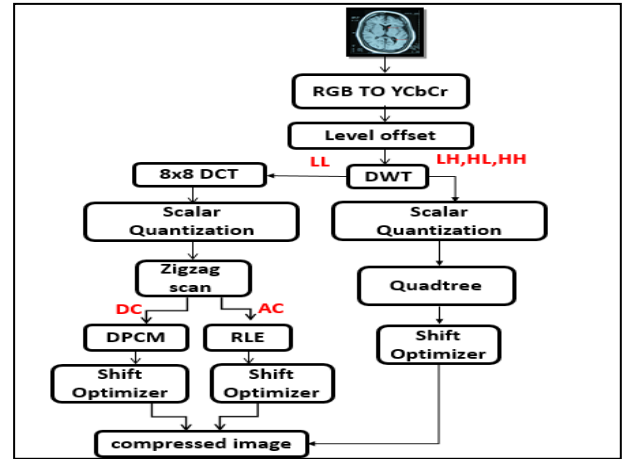 RGB TO YCbCr
Level offset
LL
LH,HL,HH
8x8 DCT
DWT
Scalar
Quantization
Scalar
Quantization
Zigzag
scan
Quadtree
DC
AC
DPCM
RLE
Shift
Optimizer
Shift
Optimizer
Shift
Optimizer
compressed image